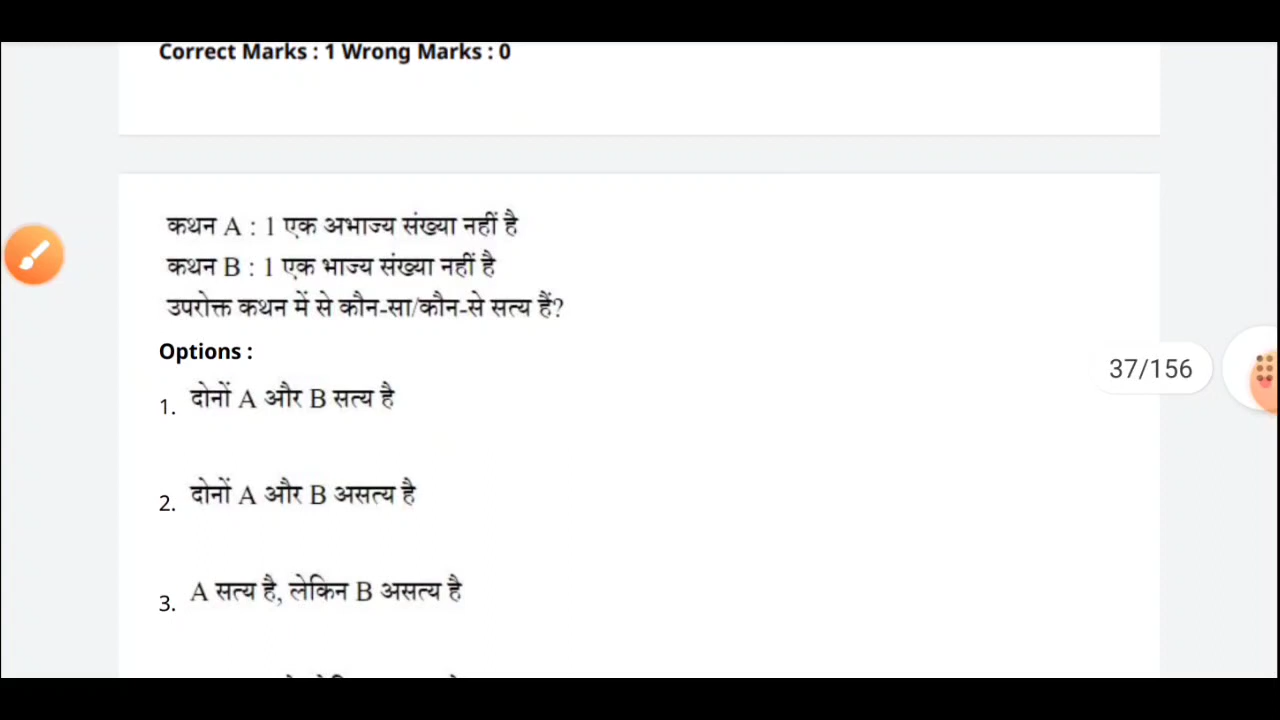 Correct Marks : 1 Wrong Marks : 0
कथन A : 1 एक अभाज्य संख्या नहीं है
कथन B : 1 एक भाज्य संख्या नहीं है
उपरोक्त कथन में से कौन-सा/कौन-से सत्य हैं?
Options :
37/156
1. दोनों A और B सत्य है
2. दोनों A और B असत्य है
3. A सत्य है, लेकिन B असत्य है